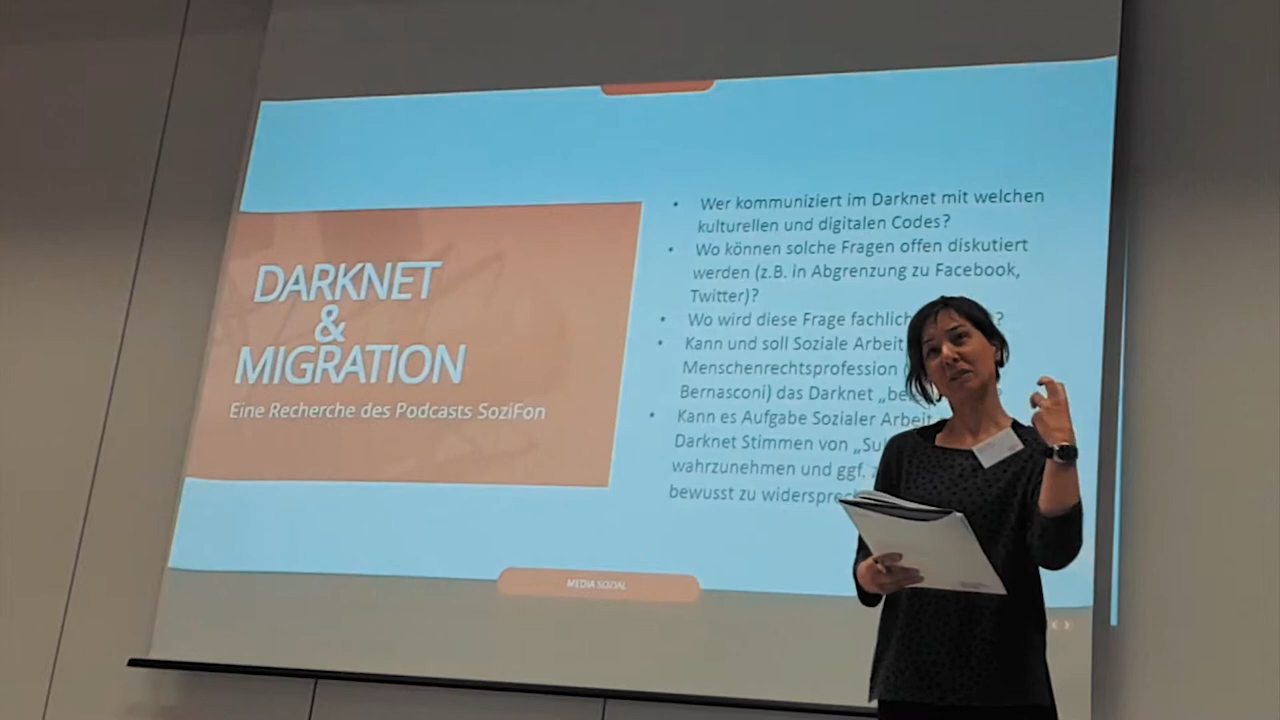 DARKNET
&
MIGRATION
Eine Recherche des Podcasts SoziFon
• Wer kommuniziert im Darknet mit welchen
kulturellen und digitalen Codes?
• Wo können solche Fragen offen diskutiert
werden (z.B. in Abgrenzung zu Facebook,
Twitter)?
• Wo wird diese Frage fachlich ?
• Kann und soll Soziale Arbeit
Menschenrechtsprofession (
Bernasconi) das Darknet
• Kann es Aufgabe Sozialer Arbeit
Darknet Stimmen von
wahrzunehmen und ggf.
bewusst zu
MEDIA SOZIAL